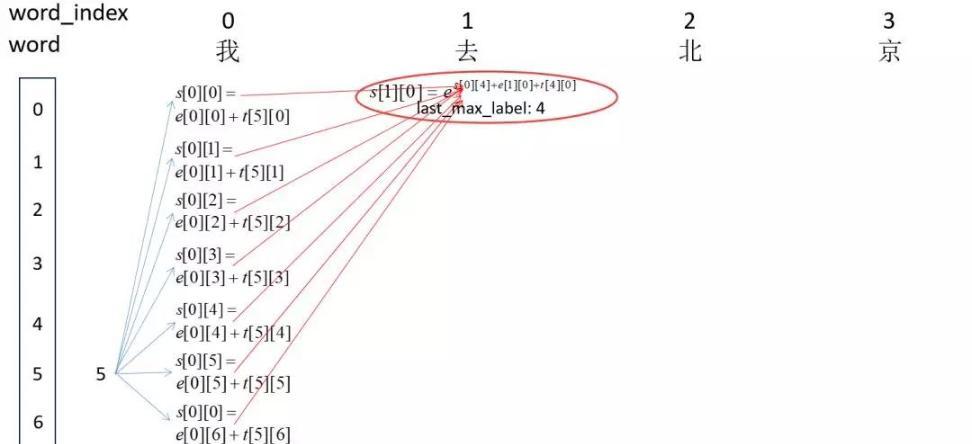 word_index 0 1 2 3
word 我 去 北 京
0 s[0][0] = s[1][0] = e^{s[0][4]+e[1][0]+t[4][0]}
e[0][0] + t[5][0] last_max_label: 4
1 s[0][1] =
e[0][1] + t[5][1]
2 s[0][2] =
e[0][2] + t[5][2]
3 s[0][3] =
e[0][3] + t[5][3]
4 s[0][4] =
e[0][4] + t[5][4]
5 5 s[0][5] =
e[0][5] + t[5][5]
6 s[0][0] =
e[0][6] + t[5][6]